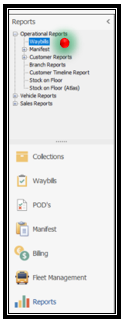 Reports
Operational Reports
Waybills
Manifest
Customer Reports
Branch Reports
Customer Timeline Report
Stock on Floor
Stock on Floor (Atlas)
Vehicle Reports
Sales Reports
Collections
Waybills
POD's
Manifest
Billing
Fleet Management
Reports